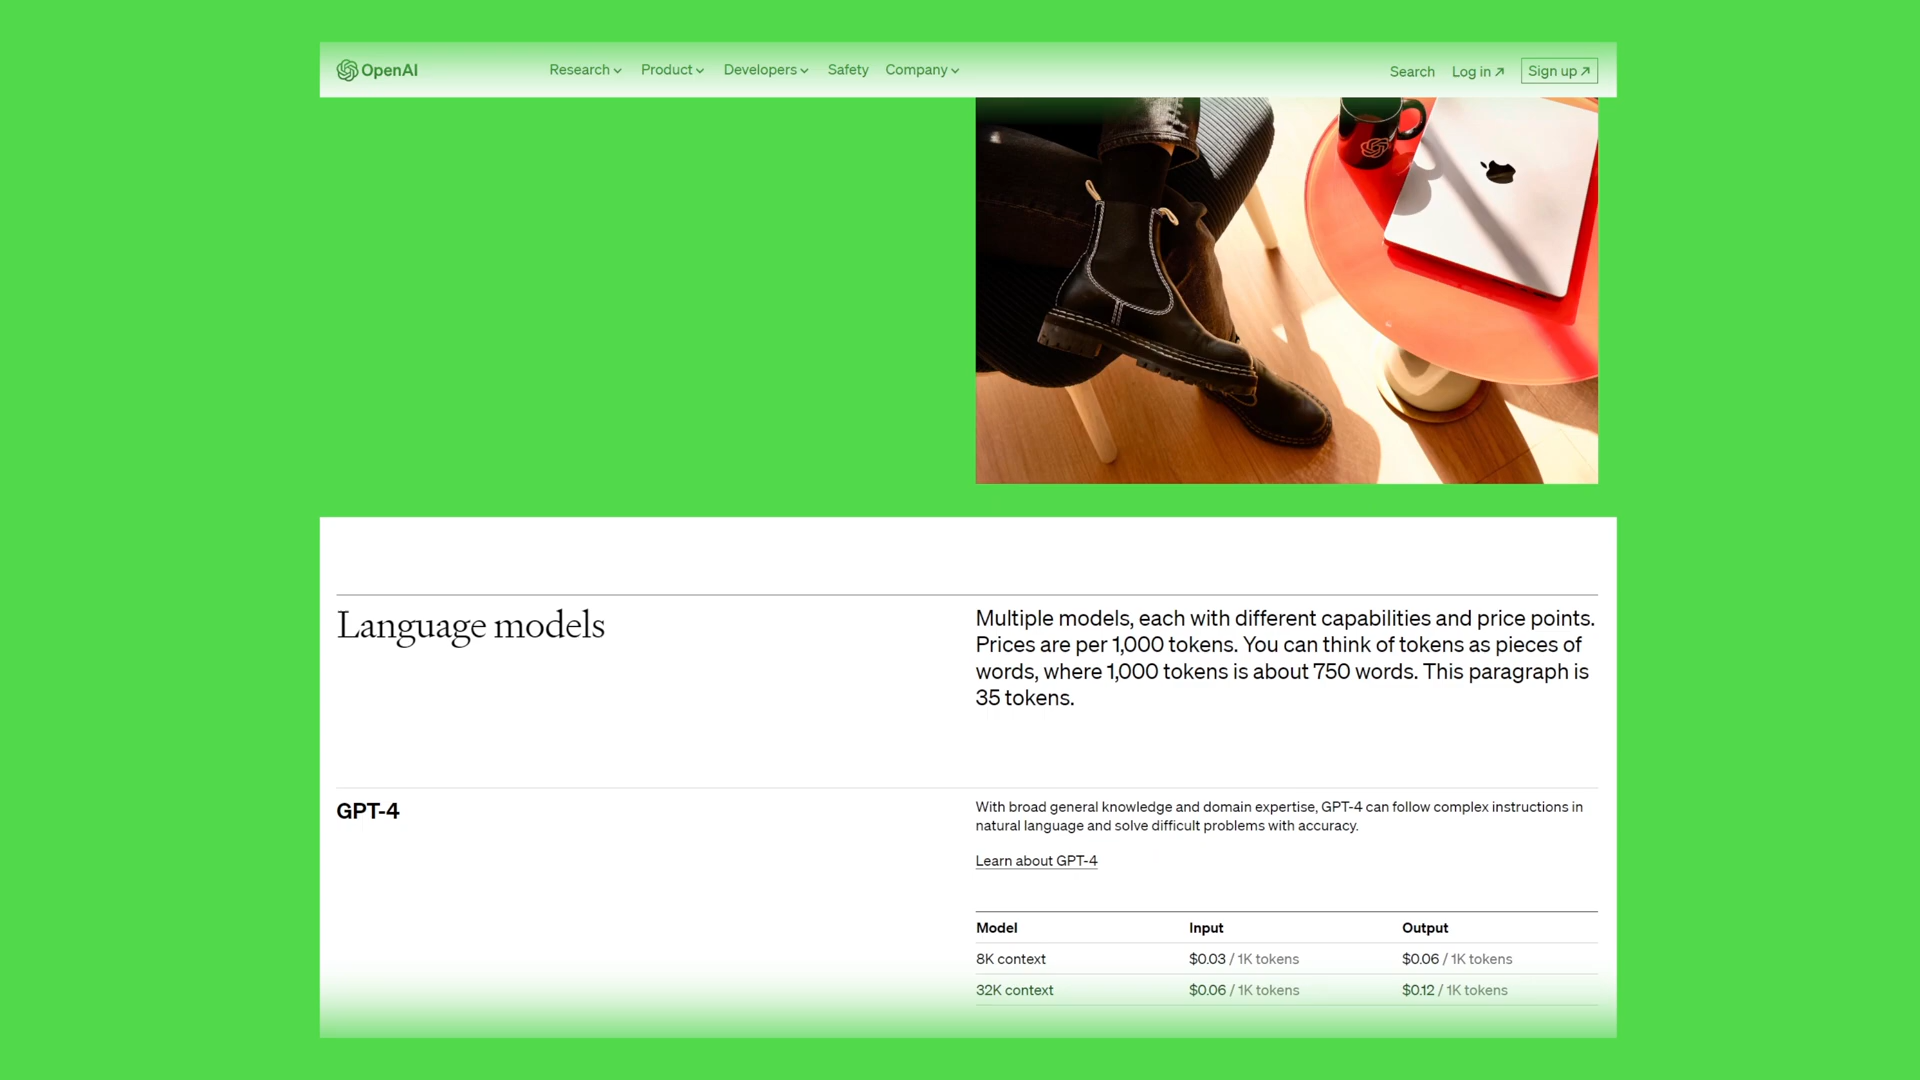 OpenAI
Research
Product
Developers
Safety
Company
Search
Log in ↗
Sign up ↗
Language models
Multiple models, each with different capabilities and price points.
Prices are per 1,000 tokens. You can think of tokens as pieces of
words, where 1,000 tokens is about 750 words. This paragraph is
35 tokens.
GPT-4
With broad general knowledge and domain expertise, GPT-4 can follow complex instructions in
natural language and solve difficult problems with accuracy.
Learn about GPT-4
Model Input Output
8K context $0.03 / 1K tokens $0.06 / 1K tokens
32K context $0.06 / 1K tokens $0.12 / 1K tokens